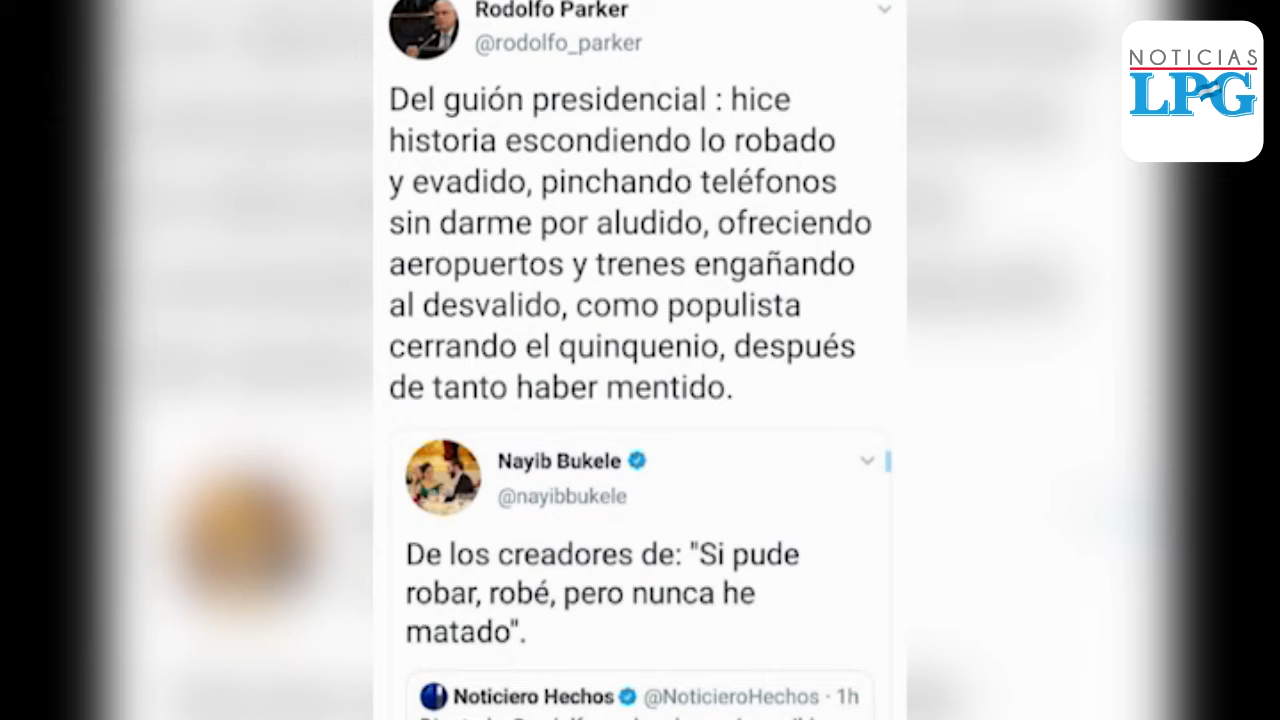 Rodolfo Parker
@rodolfo_parker
NOTICIAS
LPG
Del guión presidencial : hice
historia escondiendo lo robado
y evadido, pinchando teléfonos
sin darme por aludido, ofreciendo
aeropuertos y trenes engañando
al desvalido, como populista
cerrando el quinquenio, después
de tanto haber mentido.
Nayib Bukele
@nayibbukele
De los creadores de: "Si pude
robar, robé, pero nunca he
matado".
Noticiero Hechos @NoticieroHechos · 1h